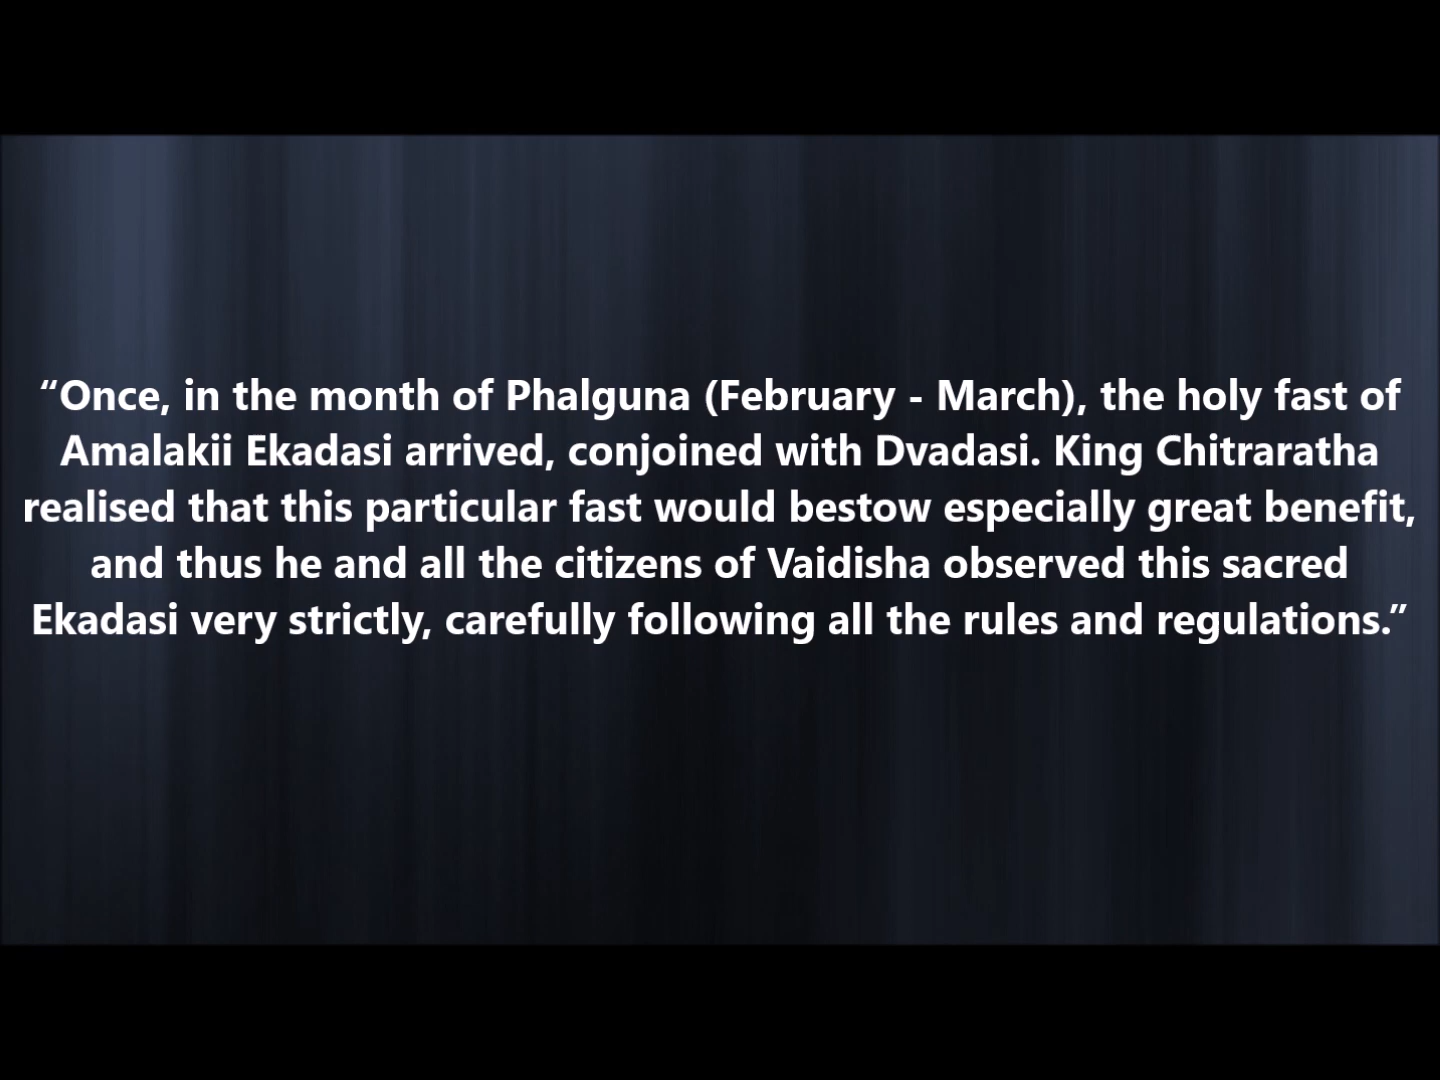 “Once, in the month of Phalguna (February - March), the holy fast of
Amalakii Ekadasi arrived, conjoined with Dvadasi. King Chitraratha
realised that this particular fast would bestow especially great benefit,
and thus he and all the citizens of Vaidisha observed this sacred
Ekadasi very strictly, carefully following all the rules and regulations.”